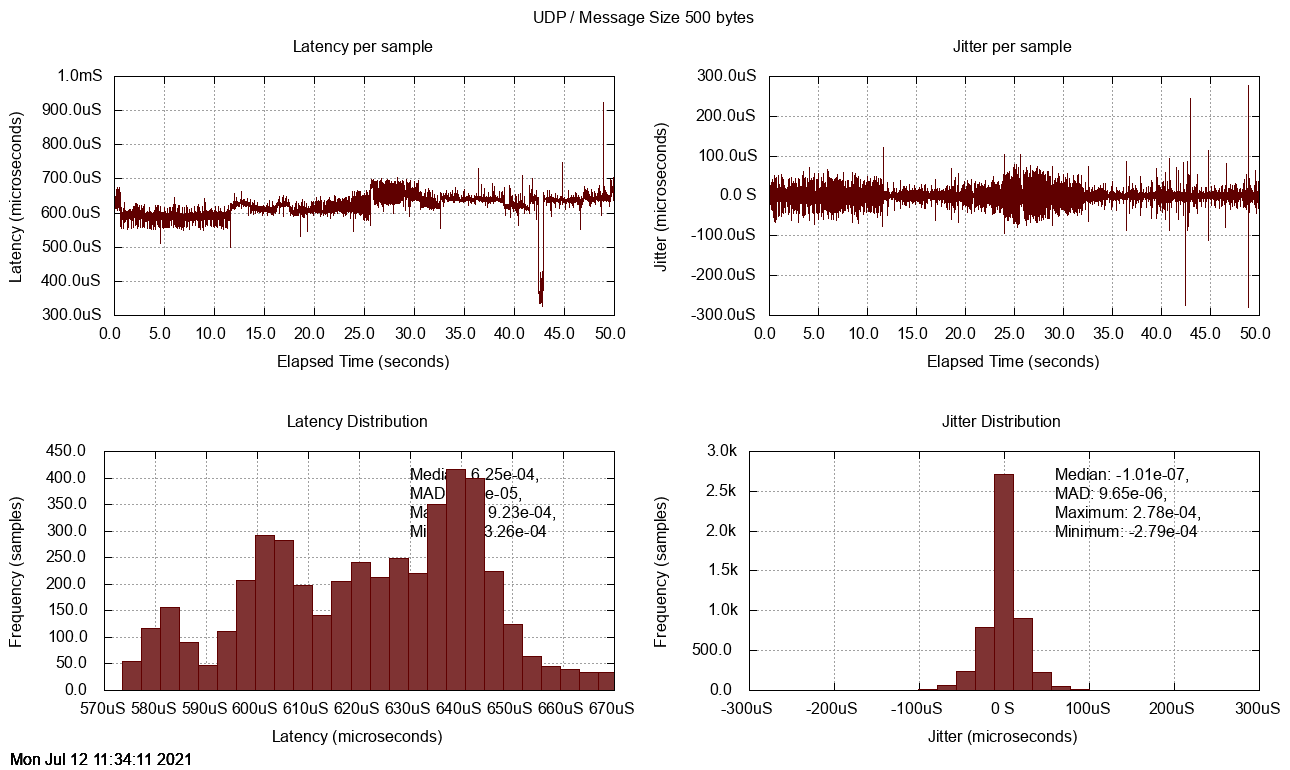 UDP / Message Size 500 bytes
Latency per sample
1.0mS
900.0uS
800.0uS
700.0uS
600.0uS
500.0uS
400.0uS
300.0uS
0.0 5.0 10.0 15.0 20.0 25.0 30.0 35.0 40.0 45.0 50.0
Latency (microseconds)
Elapsed Time (seconds)
Jitter per sample
300.0uS
200.0uS
100.0uS
0.0 S
-100.0uS
-200.0uS
-300.0uS
0.0 5.0 10.0 15.0 20.0 25.0 30.0 35.0 40.0 45.0 50.0
Jitter (microseconds)
Elapsed Time (seconds)
Latency Distribution
450.0
400.0
350.0
300.0
250.0
200.0
150.0
100.0
50.0
0.0
570uS 580uS 590uS 600uS 610uS 620uS 630uS 640uS 650uS 660uS 670uS
Frequency (samples)
Latency (microseconds)
6.25e-04,
MAD
9.23e-04,
3.26e-04
Jitter Distribution
3.0k
2.5k
2.0k
1.5k
1.0k
500.0
0.0
-300uS -200uS -100uS 0 S 100uS 200uS 300uS
Frequency (samples)
Jitter (microseconds)
Median: -1.01e-07,
MAD: 9.65e-06,
Maximum: 2.78e-04,
Minimum: -2.79e-04
Mon Jul 12 11:34:11 2021